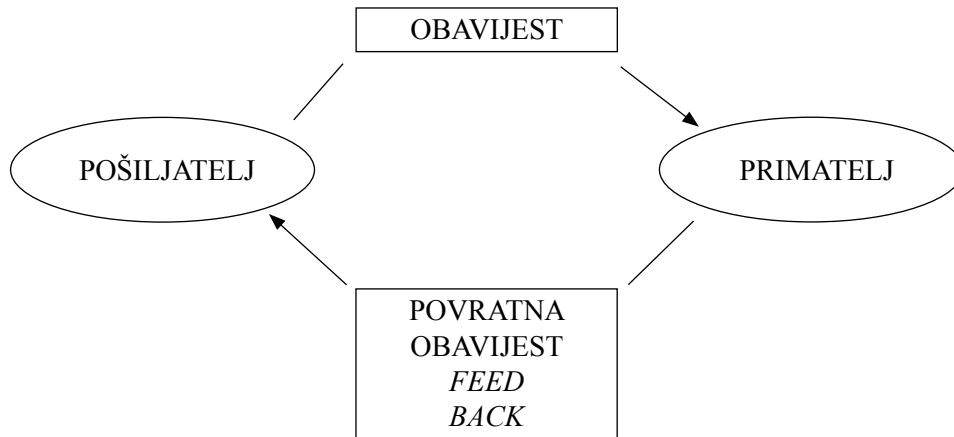 OBAVIJEST
POŠILJATELJ
PRIMATELJ
POVRATNA
OBAVIJEST
FEED
BACK